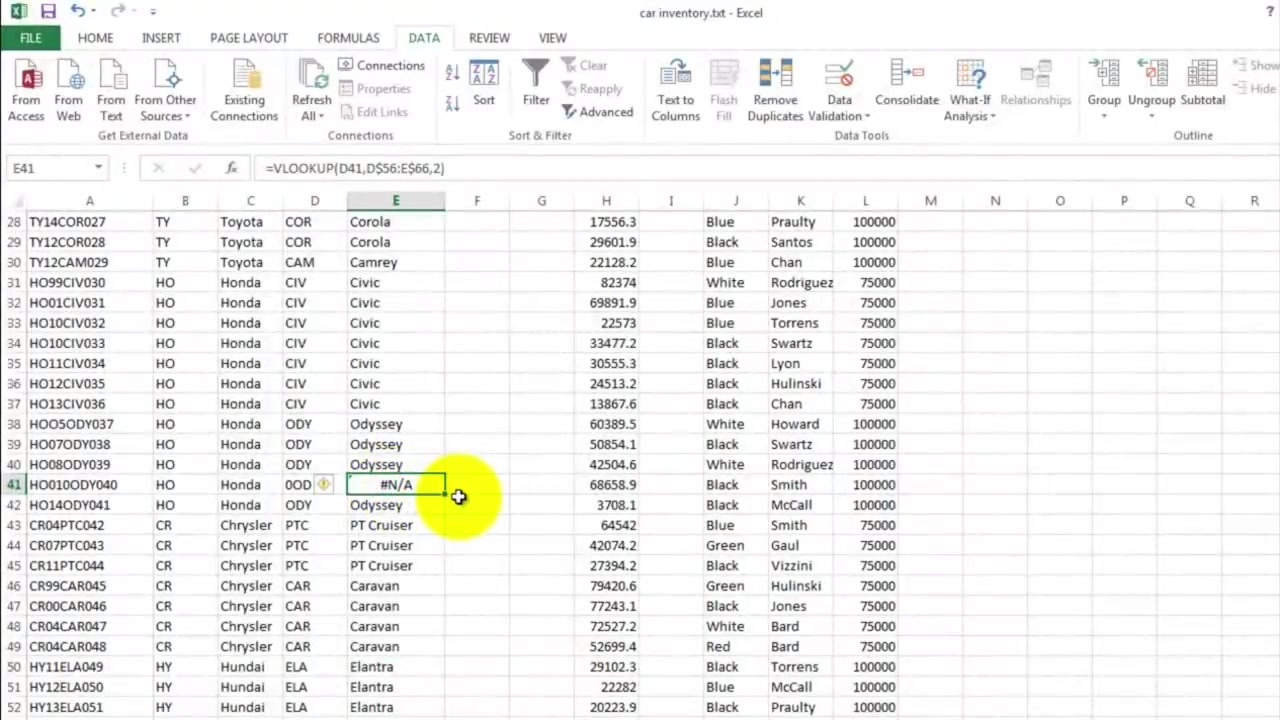 car inventory.txt - Excel
?
FILE HOME INSERT PAGE LAYOUT FORMULAS DATA REVIEW VIEW
From Access
From Web
From Text
From Other Sources
Existing Connections
Get External Data
Refresh All
Connections
Properties
Edit Links
Connections
Sort
Filter
Clear
Reapply
Advanced
Sort & Filter
Text to Columns
Flash Fill
Remove Duplicates
Data Validation
Consolidate
What-If Analysis
Relationships
Data Tools
Group
Ungroup
Subtotal
Show
Hide
Outline
E41 fx =VLOOKUP(D41,D$56:E$66,2)
A B C D E F G H I J K L M N O P Q R
28 TY14COR027 TY Toyota COR Corola 17556.3 Blue Praulty 100000
29 TY12COR028 TY Toyota COR Corola 29601.9 Black Santos 100000
30 TY12CAM029 TY Toyota CAM Camrey 22128.2 Blue Chan 100000
31 HO99CIV030 HO Honda CIV Civic 82374 White Rodriguez 75000
32 HO01CIV031 HO Honda CIV Civic 69891.9 Blue Jones 75000
33 HO10CIV032 HO Honda CIV Civic 22573 Blue Torrens 75000
34 HO10CIV033 HO Honda CIV Civic 33477.2 Black Swartz 75000
35 HO11CIV034 HO Honda CIV Civic 30555.3 Black Lyon 75000
36 HO12CIV035 HO Honda CIV Civic 24513.2 Black Hulinski 75000
37 HO13CIV036 HO Honda CIV Civic 13867.6 Black Chan 75000
38 HOO5ODY037 HO Honda ODY Odyssey 60389.5 White Howard 100000
39 HO07ODY038 HO Honda ODY Odyssey 50854.1 Black Swartz 100000
40 HO08ODY039 HO Honda ODY Odyssey 42504.6 White Rodriguez 100000
41 HO010ODY040 HO Honda 0OD #N/A 68658.9 Black Smith 100000
42 HO14ODY041 HO Honda ODY Odyssey 3708.1 Black McCall 100000
43 CR04PTC042 CR Chrysler PTC PT Cruiser 64542 Blue Smith 75000
44 CR07PTC043 CR Chrysler PTC PT Cruiser 42074.2 Green Gaul 75000
45 CR11PTC044 CR Chrysler PTC PT Cruiser 27394.2 Black Vizzini 75000
46 CR99CAR045 CR Chrysler CAR Caravan 79420.6 Green Hulinski 75000
47 CR00CAR046 CR Chrysler CAR Caravan 77243.1 Black Jones 75000
48 CR04CAR047 CR Chrysler CAR Caravan 72527.2 White Bard 75000
49 CR04CAR048 CR Chrysler CAR Caravan 52699.4 Red Bard 75000
50 HY11ELA049 HY Hundai ELA Elantra 29102.3 Black Torrens 100000
51 HY12ELA050 HY Hundai ELA Elantra 22282 Blue McCall 100000
52 HY13ELA051 HY Hundai ELA Elantra 20223.9 Black Praulty 100000